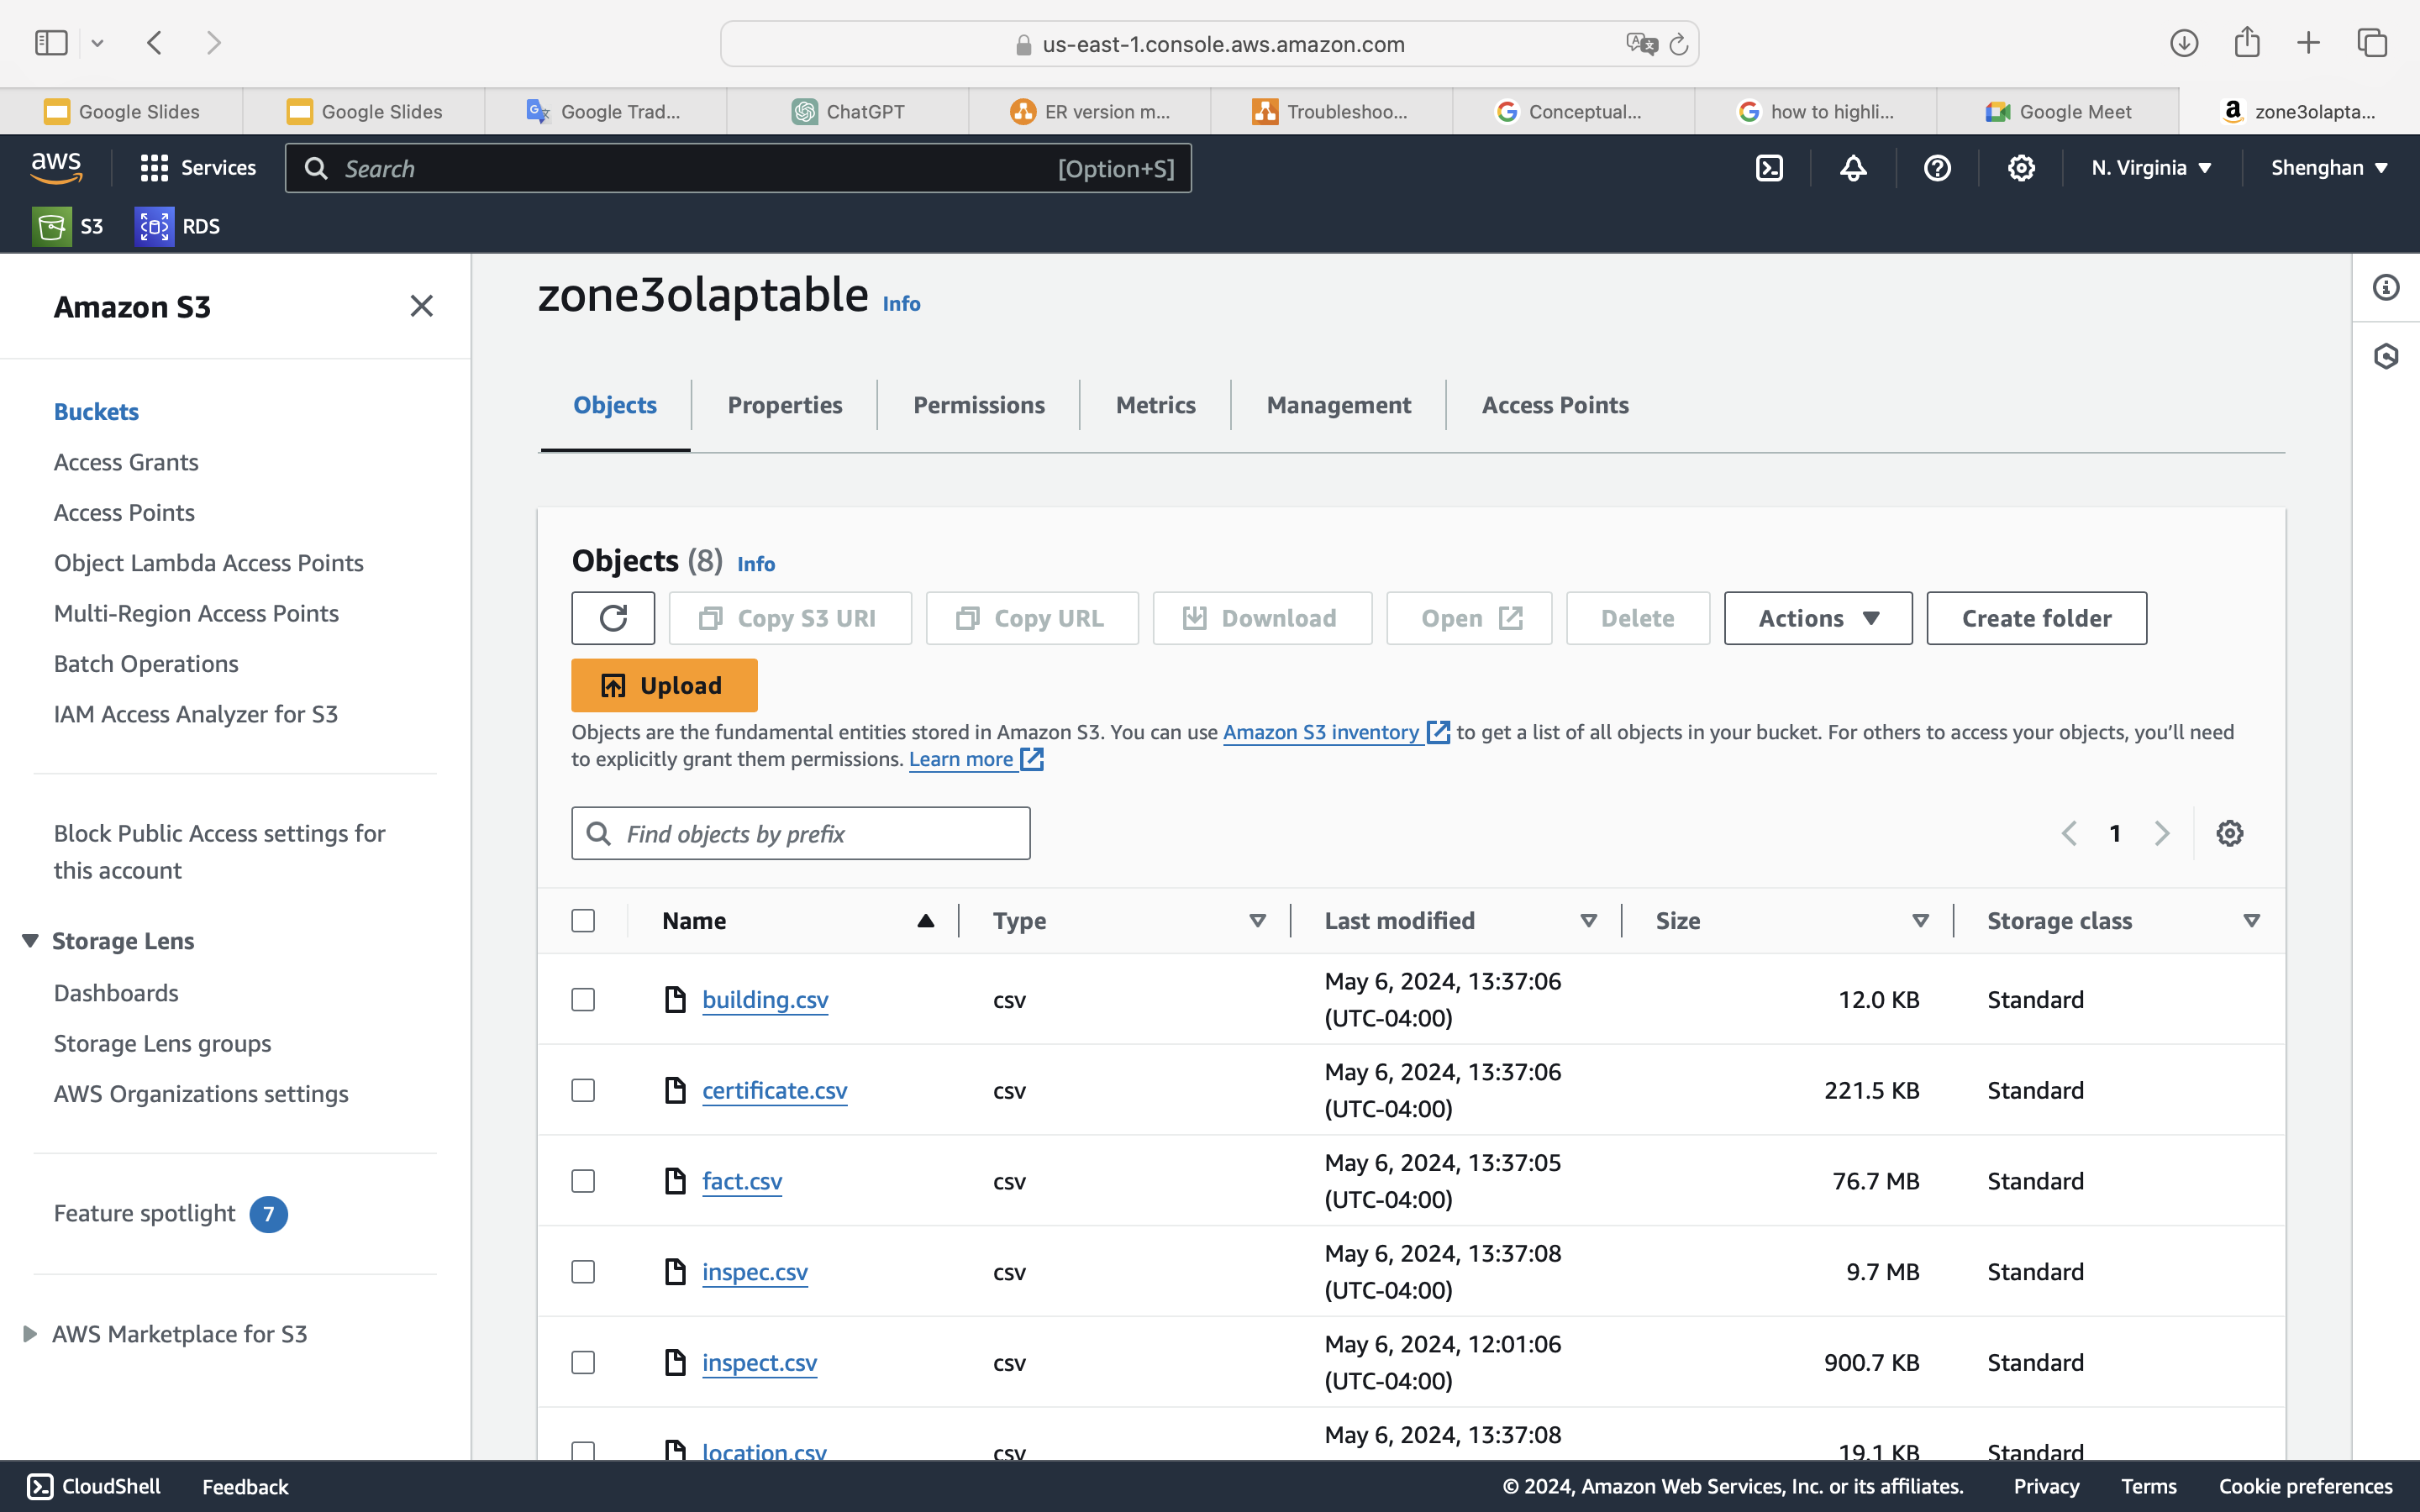 us-east-1.console.aws.amazon.com
Google Slides
Google Slides
Google Trad...
ChatGPT
ER version m...
Troubleshoo...
Conceptual...
how to highli...
Google Meet
zone3olapta...
aws
Services
Search
[Option+S]
N. Virginia
Shenghan
S3
RDS
Amazon S3
Buckets
Access Grants
Access Points
Object Lambda Access Points
Multi-Region Access Points
Batch Operations
IAM Access Analyzer for S3
Block Public Access settings for
this account
Storage Lens
Dashboards
Storage Lens groups
AWS Organizations settings
Feature spotlight 7
AWS Marketplace for S3
zone3olaptable Info
Objects
Properties
Permissions
Metrics
Management
Access Points
Objects (8) Info
Copy S3 URI
Copy URL
Download
Open
Delete
Actions
Create folder
Upload
Objects are the fundamental entities stored in Amazon S3. You can use Amazon S3 inventory to get a list of all objects in your bucket. For others to access your objects, you’ll need
to explicitly grant them permissions. Learn more
Find objects by prefix
1
Name Type Last modified Size Storage class
building.csv csv May 6, 2024, 13:37:06 (UTC-04:00) 12.0 KB Standard
certificate.csv csv May 6, 2024, 13:37:06 (UTC-04:00) 221.5 KB Standard
fact.csv csv May 6, 2024, 13:37:05 (UTC-04:00) 76.7 MB Standard
inspec.csv csv May 6, 2024, 13:37:08 (UTC-04:00) 9.7 MB Standard
inspect.csv csv May 6, 2024, 12:01:06 (UTC-04:00) 900.7 KB Standard
location.csv csv May 6, 2024, 13:37:08 19.1 KB Standard
CloudShell
Feedback
© 2024, Amazon Web Services, Inc. or its affiliates.
Privacy
Terms
Cookie preferences